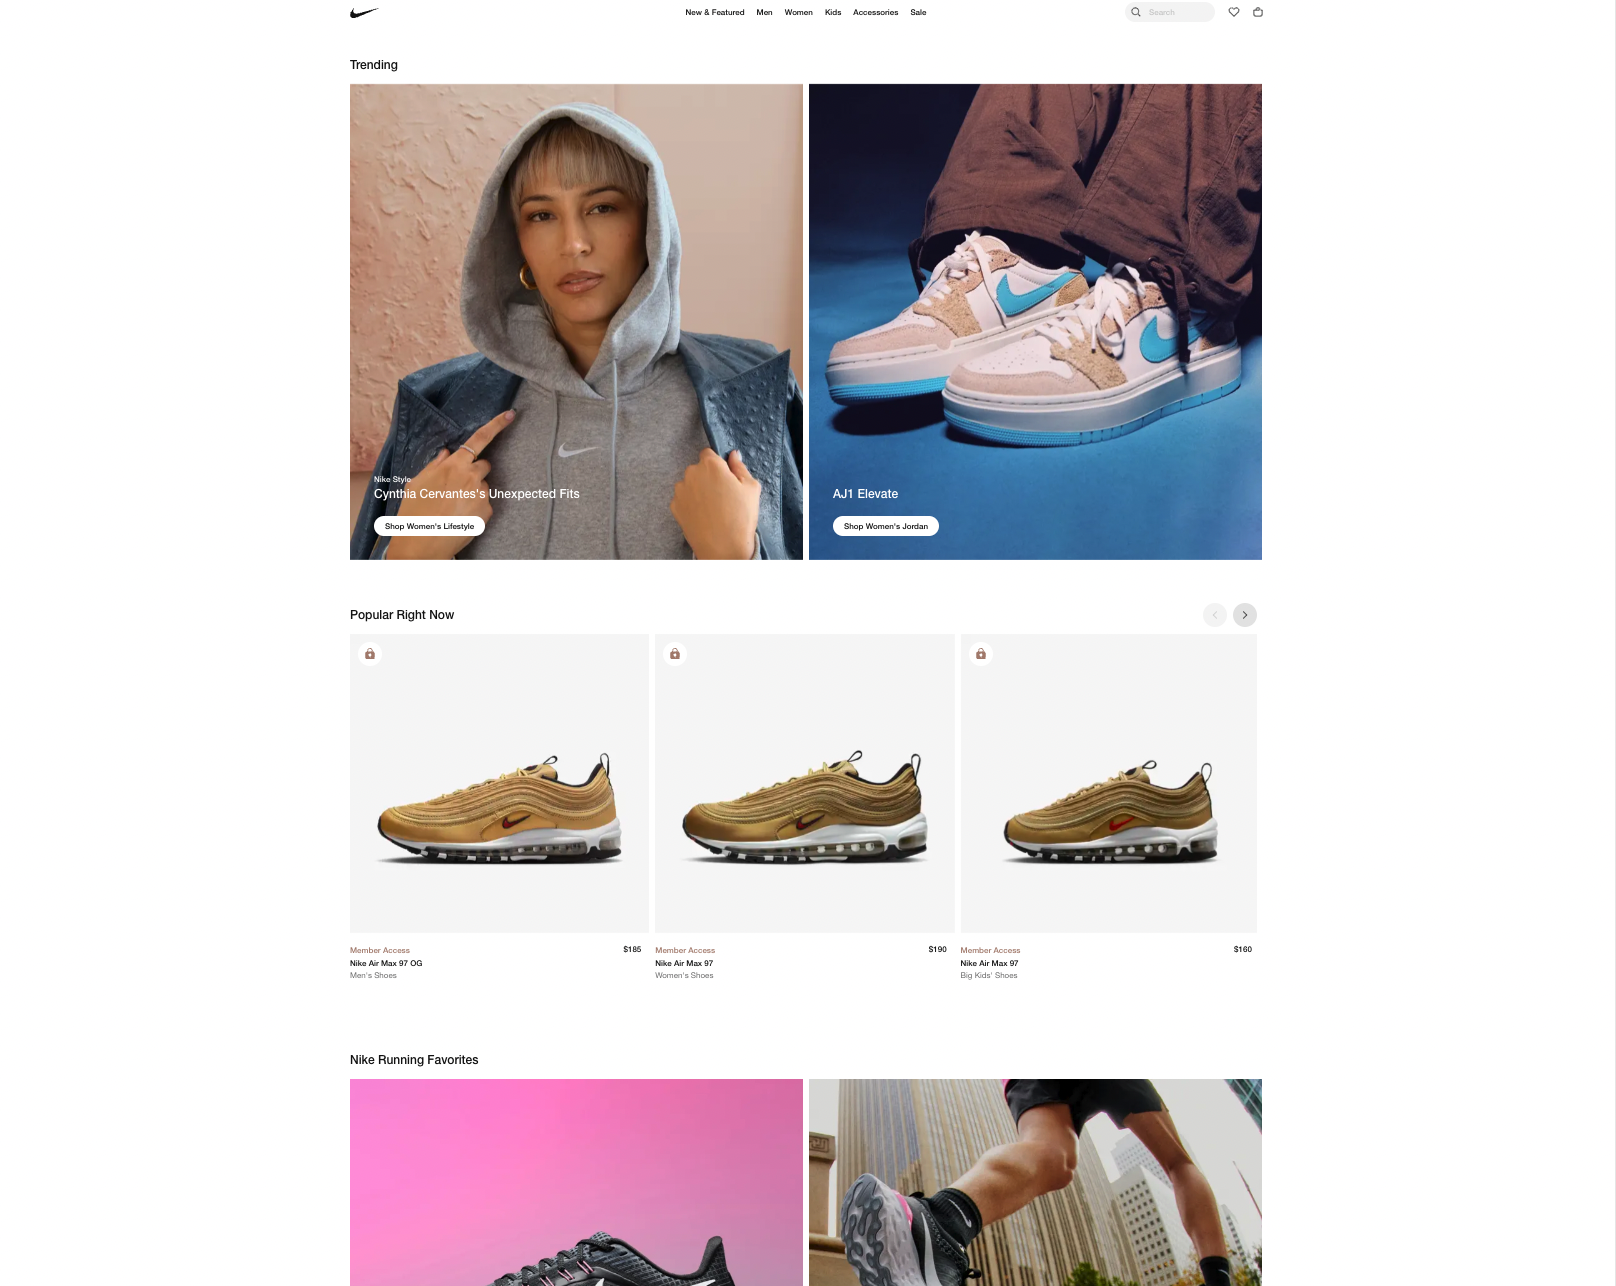 New & Featured Men Women Kids Accessories Sale
Search
Trending
Nike Style
Cynthia Cervantes's Unexpected Fits
Shop Women's Lifestyle
AJ1 Elevate
Shop Women's Jordan
Popular Right Now
Member Access $185
Nike Air Max 97 OG
Men's Shoes
Member Access $190
Nike Air Max 97
Women's Shoes
Member Access $160
Nike Air Max 97
Big Kids' Shoes
Nike Running Favorites